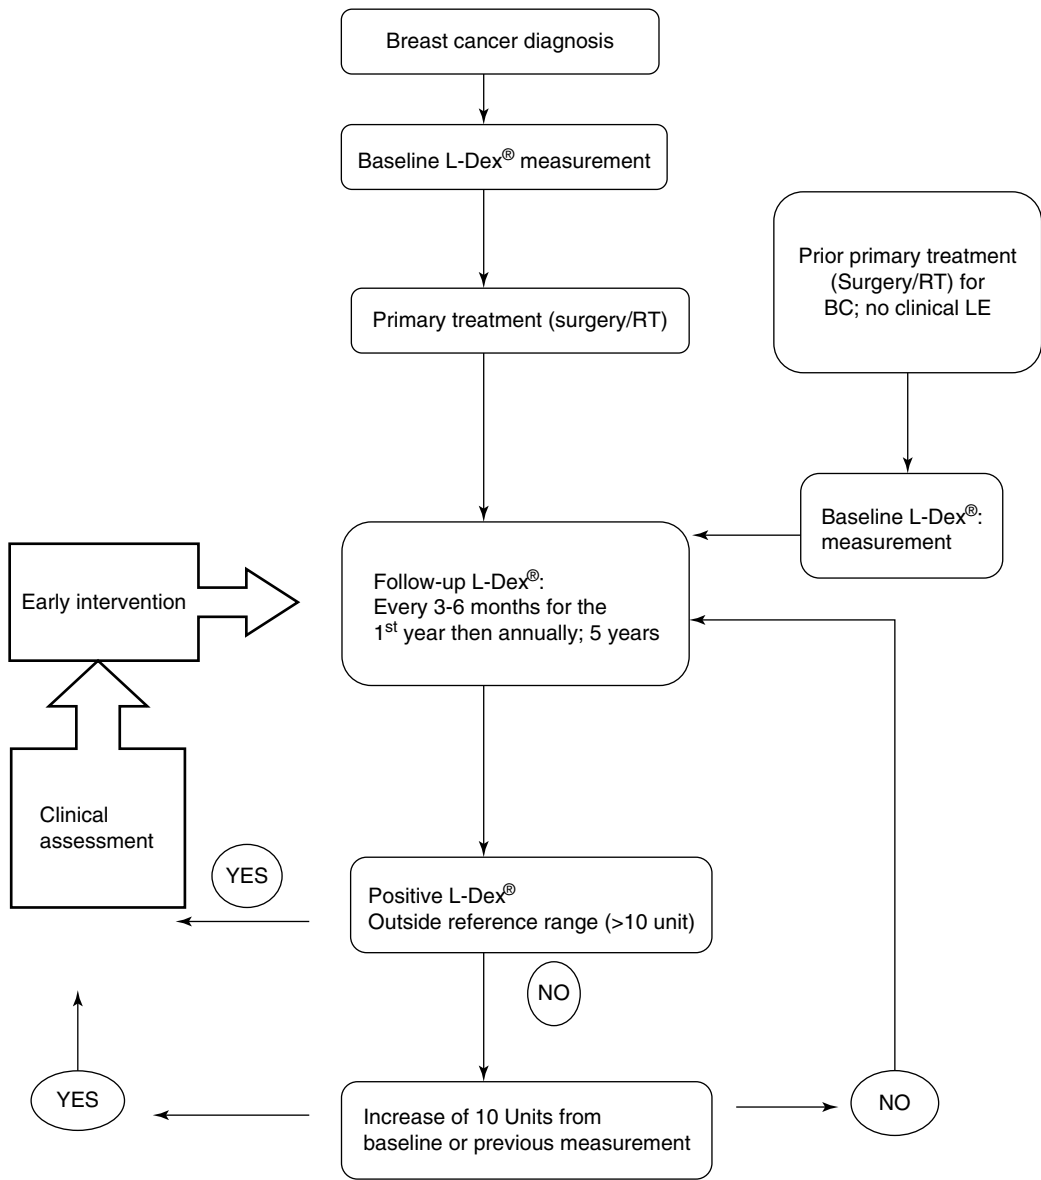 Breast cancer diagnosis
Baseline L-Dex® measurement
Primary treatment (surgery/RT)
Prior primary treatment
(Surgery/RT) for
BC; no clinical LE
Baseline L-Dex®:
measurement
Follow-up L-Dex®:
Every 3-6 months for the
1st year then annually; 5 years
Early intervention
Clinical
assessment
YES
Positive L-Dex®
Outside reference range (>10 unit)
NO
YES
Increase of 10 Units from
baseline or previous measurement
NO